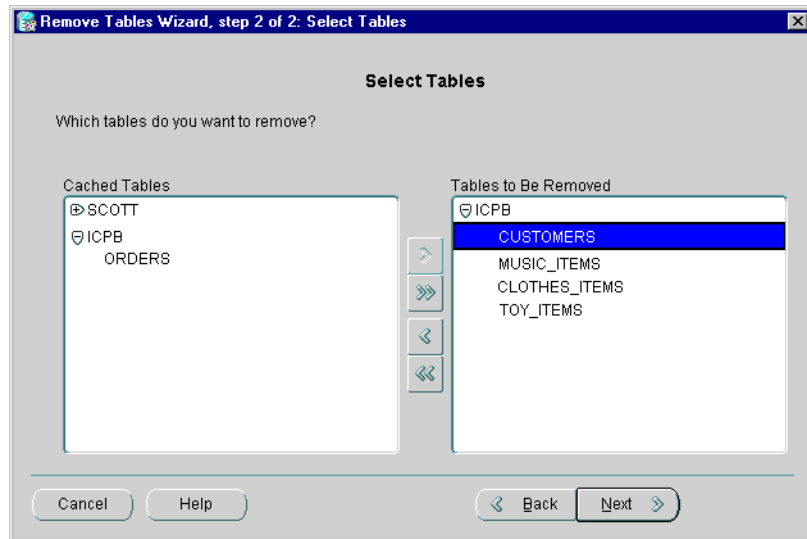 Remove Tables Wizard, step 2 of 2: Select Tables
Select Tables
Which tables do you want to remove?
Cached Tables
SCOTT
ICPB
ORDERS
Tables to Be Removed
ICPB
CUSTOMERS
MUSIC_ITEMS
CLOTHES_ITEMS
TOY_ITEMS
Cancel
Help
Back
Next